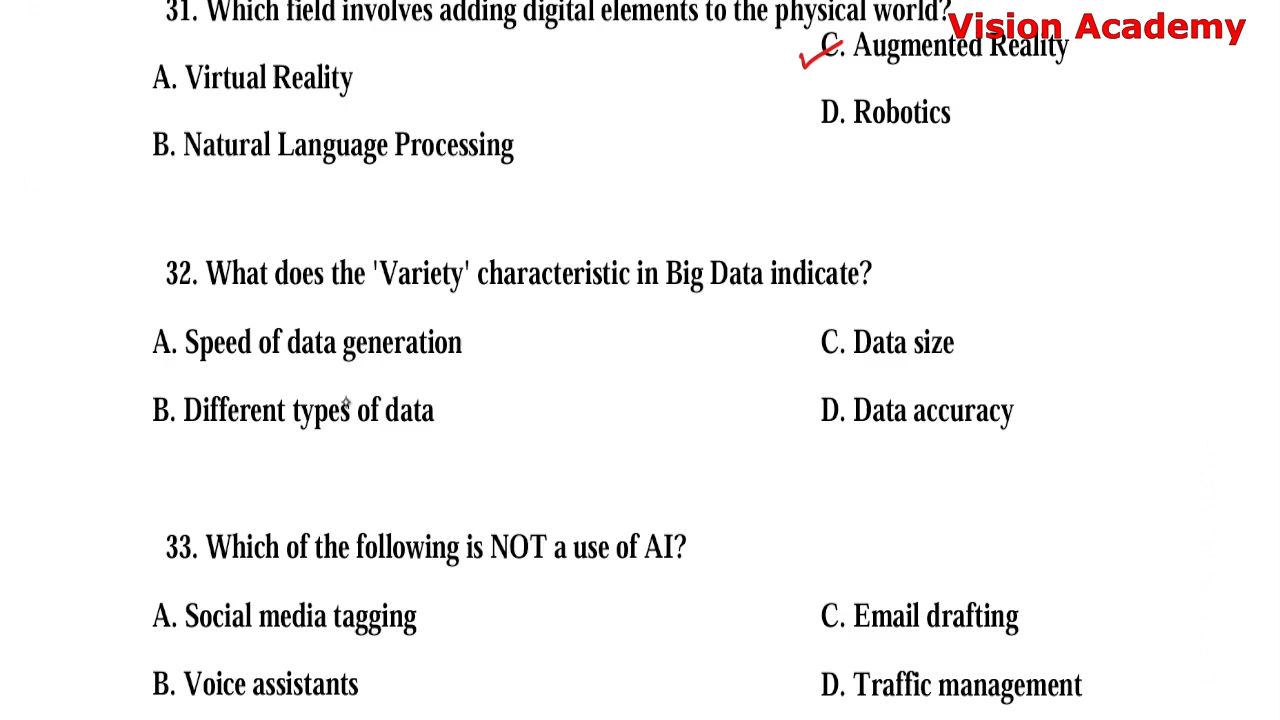 31. Which field involves adding digital elements to the physical world?
Vision Academy
A. Virtual Reality
C. Augmented Reality
B. Natural Language Processing
D. Robotics
32. What does the 'Variety' characteristic in Big Data indicate?
A. Speed of data generation
C. Data size
B. Different types of data
D. Data accuracy
33. Which of the following is NOT a use of AI?
A. Social media tagging
C. Email drafting
B. Voice assistants
D. Traffic management